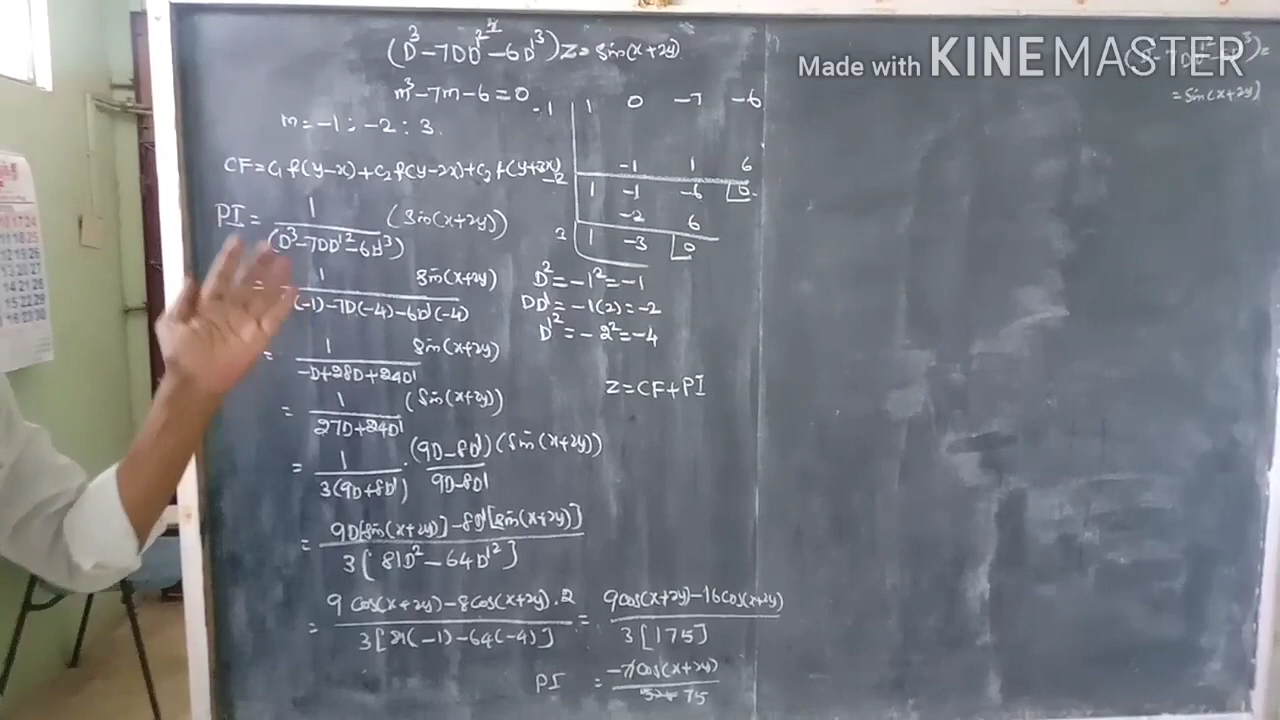 (D³ - 7DD'² - 6D'³)z = sin(x+2y)
m³ - 7m - 6 = 0
m = -1 ; -2 ; 3.
CF = C₁f(y-x) + C₂f(y-2x) + C₃f(y+3x)
PI = 1 / (D³ - 7DD'² - 6D'³) (sin(x+2y))
= 1 / (-1) - 7D(-4) - 6D'(-4) sin(x+2y)
= 1 / -D + 28D + 24D' sin(x+2y)
= 1 / 27D + 24D' (sin(x+2y))
= 1 / 3(9D+8D') · (9D-8D') / 9D-8D' (sin(x+2y))
= 9D[sin(x+2y)] - 8D'[sin(x+2y)] / 3[81D² - 64D'²]
= 9cos(x+2y) - 8cos(x+2y).2 / 3[81(-1) - 64(-4)] = 9cos(x+2y) - 16cos(x+2y) / 3[175]
PI = -7cos(x+2y) / 75
-1 | 1 0 -7 -6
-1 1 6
-2 | 1 -1 -6 |0.
-2 6
3 | 1 -3 |0
D² = -1² = -1
DD' = -1(2) = -2
D'² = -2² = -4
Z = CF + PI
Made with KINEMASTER
= sin(x+2y)